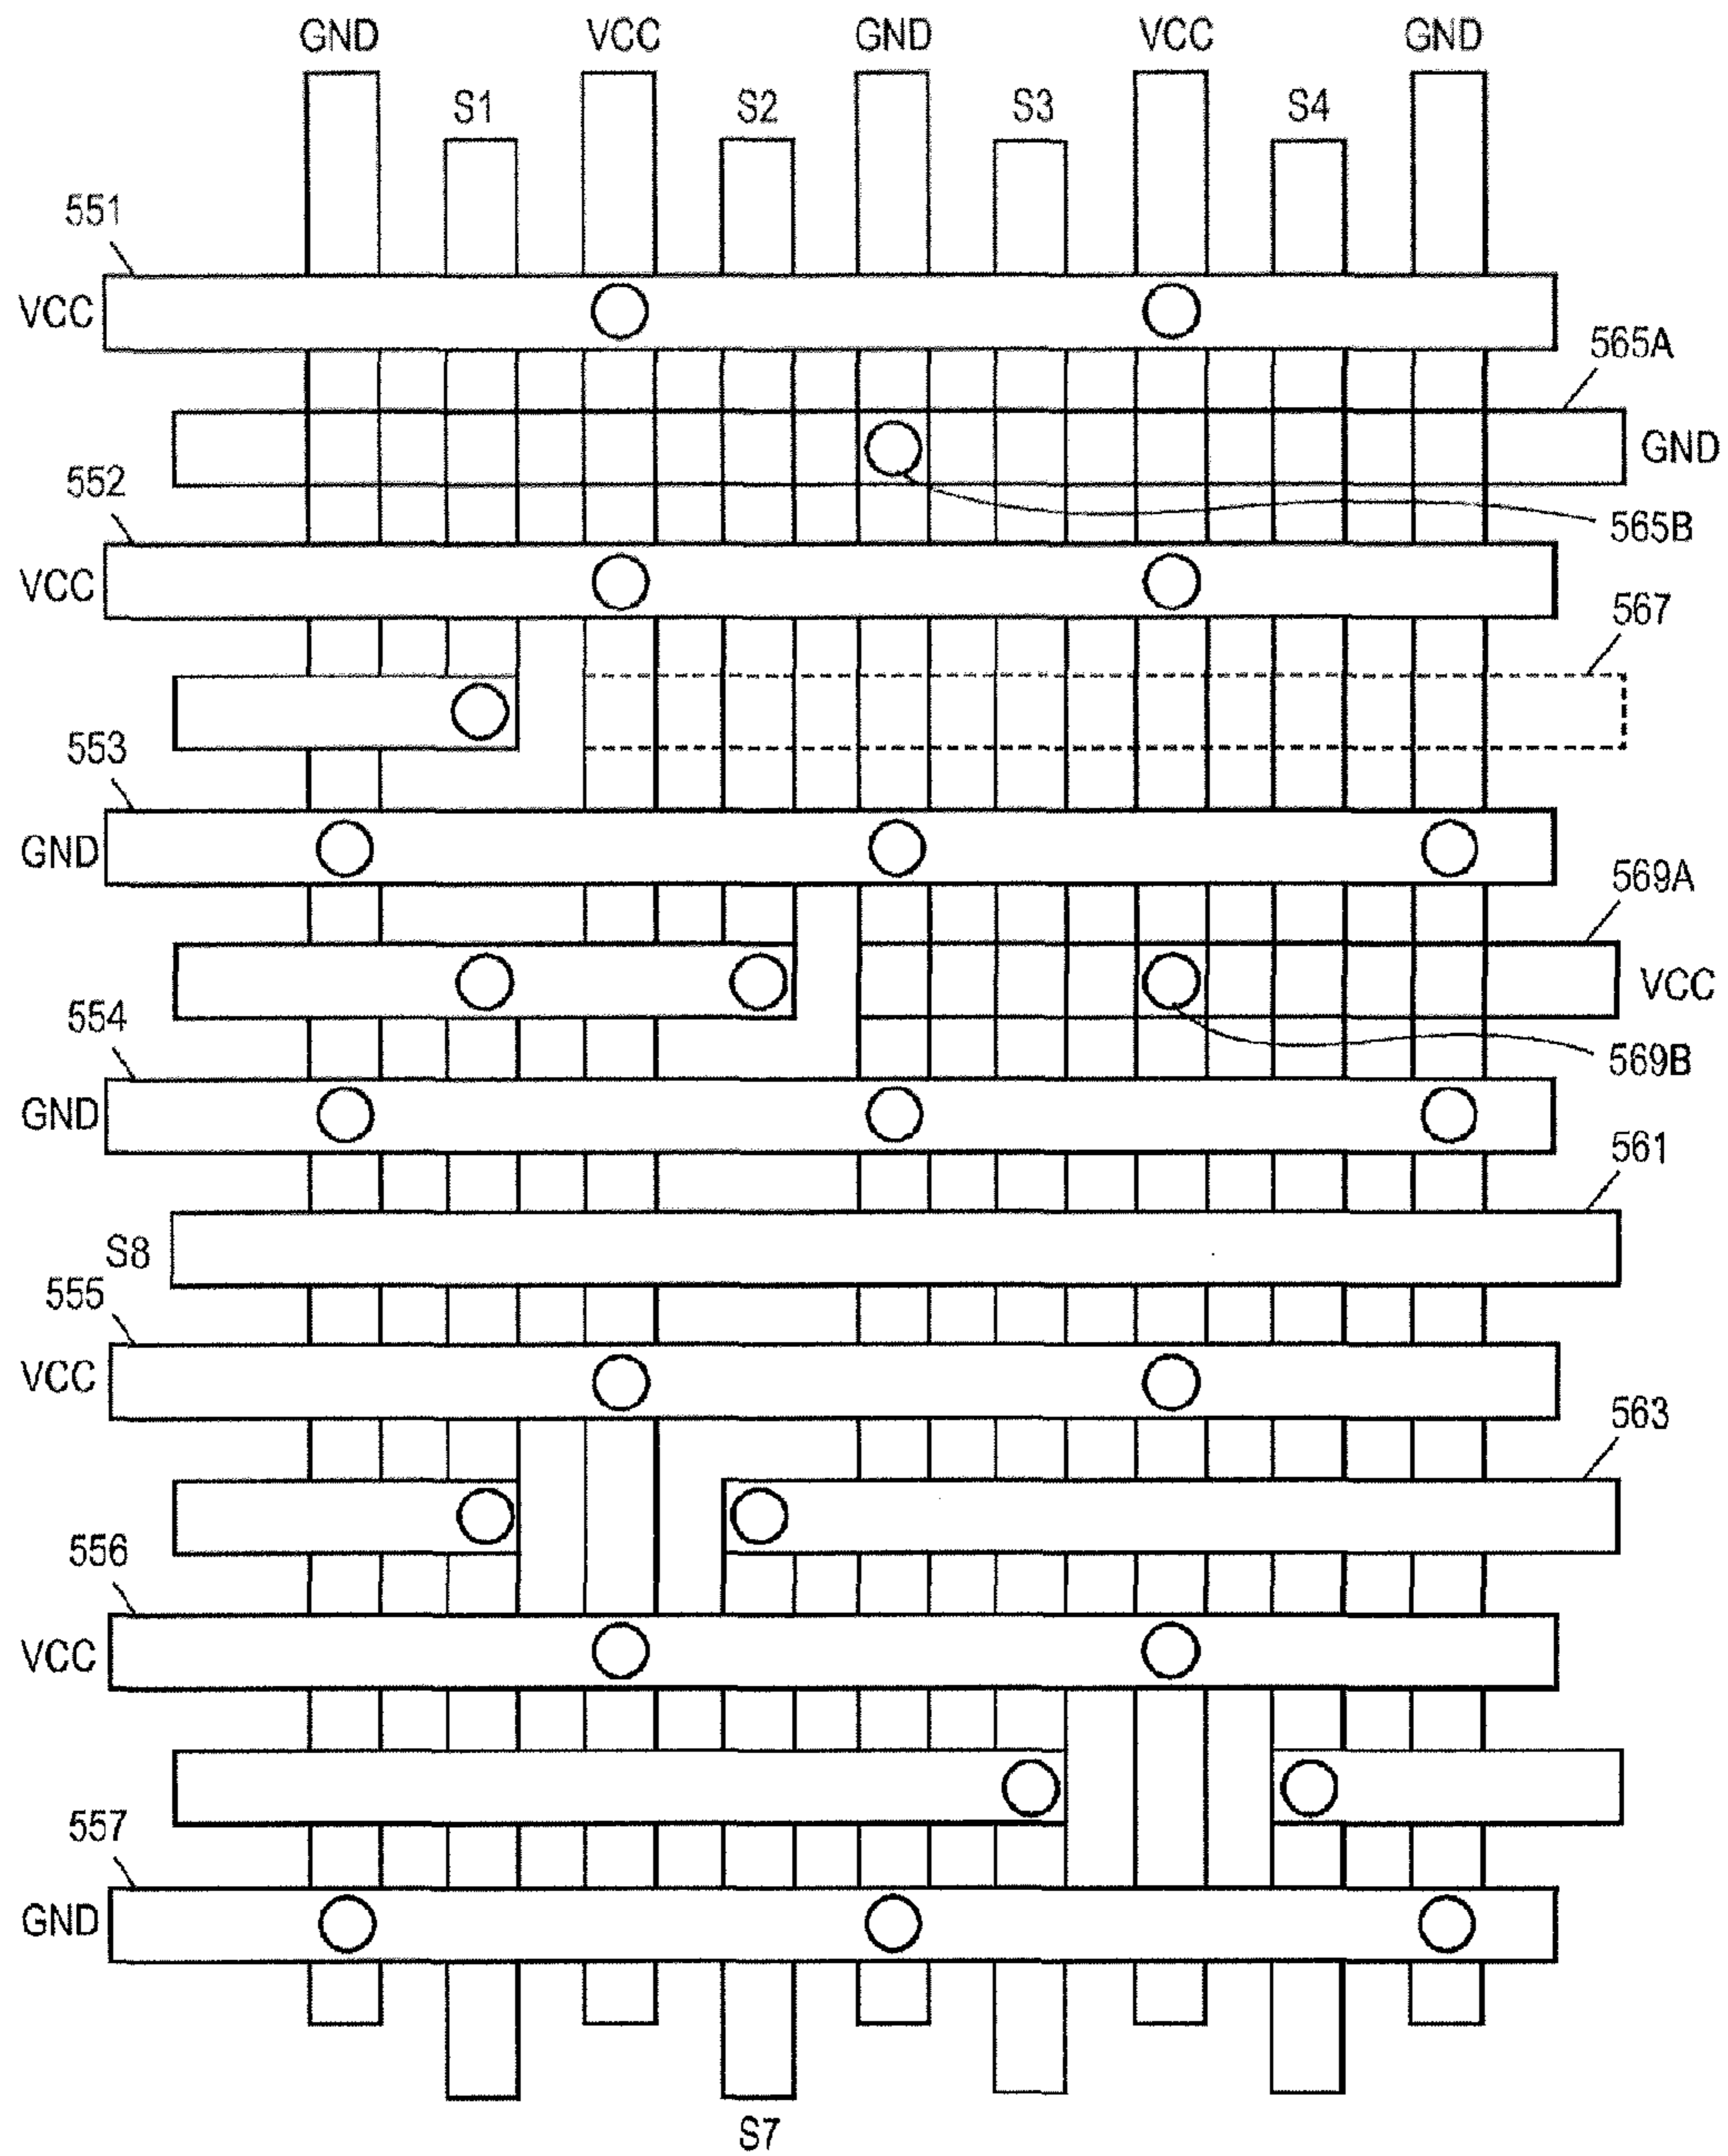 GND VCC GND VCC GND
S1 S2 S3 S4
551
VCC
565A
GND
552
565B
VCC
567
553
GND
569A
VCC
554
569B
GND
561
S8
555
VCC
563
556
VCC
557
GND
S7